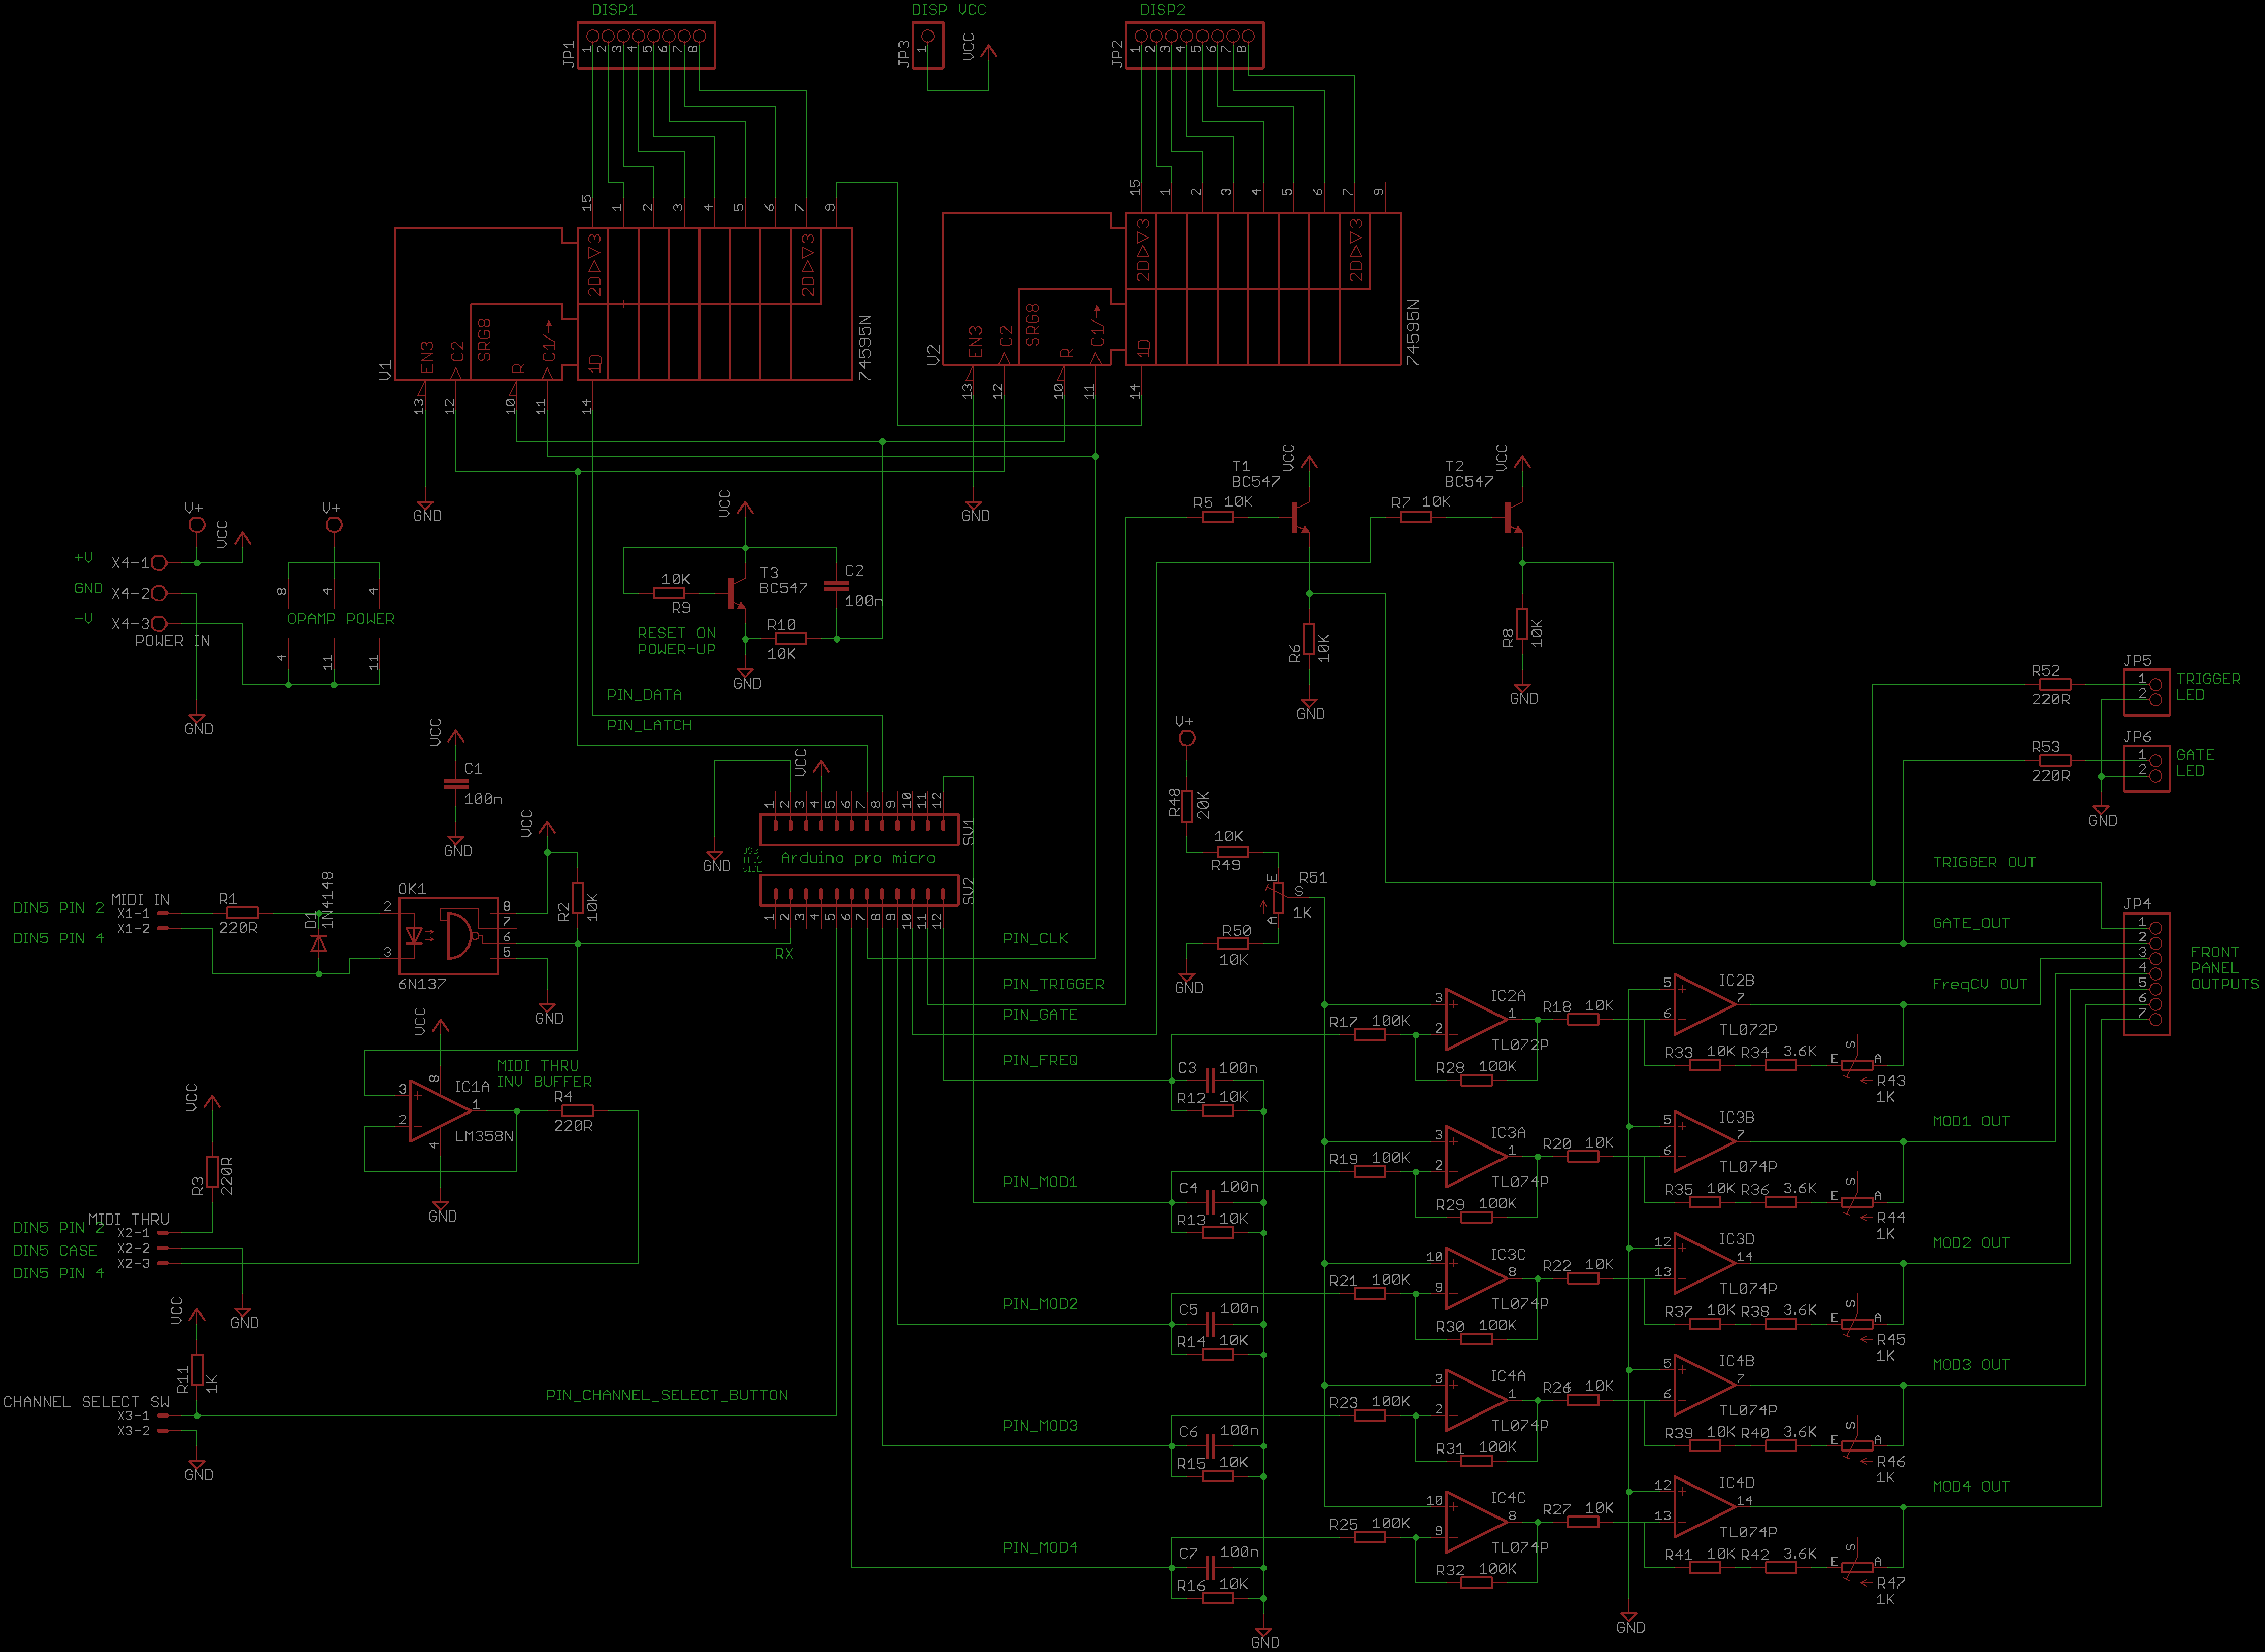 DISP1
DISP VCC
DISP2
JP1
1 2 3 4 5 6 7 8
JP3
1
VCC
JP2
1 2 3 4 5 6 7 8
15 1 2 3 4 5 6 7 9
15 1 2 3 4 5 6 7 9
2D 3
2D 3
2D 3
2D 3
V1
EN3
C2
SRG8
R
C1/
1D
74595N
V2
EN3
C2
SRG8
R
C1/
1D
74595N
13 12 10 11 14
13 12 10 11 14
GND
GND
V+
VCC
V+
+V X4-1
GND X4-2
-V X4-3
POWER IN
8 4 4
OPAMP POWER
4 11 11
GND
VCC
T3
BC547
10K
R9
C2
100n
R10
10K
RESET ON
POWER-UP
GND
T1
BC547
VCC
R5 10K
R6
10K
GND
T2
BC547
VCC
R7 10K
R8
10K
GND
PIN_DATA
PIN_LATCH
VCC
C1
100n
GND
VCC
GND
1 2 3 4 5 6 7 8 9 10 11 12
SV1
USB
THIS
SIDE
Arduino pro micro
SV2
1 2 3 4 5 6 7 8 9 10 11 12
RX
V+
R48
20K
10K
R49
E
R51
S
1K
A
R50
10K
GND
R52
220R
JP5
1
2
TRIGGER
LED
R53
220R
JP6
1
2
GATE
LED
GND
DIN5 PIN 2
MIDI IN
X1-1
X1-2
DIN5 PIN 4
R1
220R
D1
1N4148
OK1
2
3
8
7
6
5
6N137
VCC
R2
10K
GND
VCC
MIDI THRU
INV BUFFER
IC1A
3
2
8
1
4
LM358N
R4
220R
GND
VCC
R3
220R
MIDI THRU
DIN5 PIN 2
X2-1
DIN5 CASE
X2-2
DIN5 PIN 4
X2-3
GND
VCC
R11
1K
CHANNEL SELECT SW
X3-1
X3-2
GND
PIN_CHANNEL_SELECT_BUTTON
PIN_CLK
PIN_TRIGGER
PIN_GATE
PIN_FREQ
PIN_MOD1
PIN_MOD2
PIN_MOD3
PIN_MOD4
C3 100n
R12 10K
C4 100n
R13 10K
C5 100n
R14 10K
C6 100n
R15 10K
C7 100n
R16 10K
GND
R17 100K
3
2
IC2A
1
TL072P
R28 100K
R18 10K
5
6
IC2B
7
TL072P
R33 10K R34 3.6K
E S A
R43
1K
R19 100K
3
2
IC3A
1
TL074P
R29 100K
R20 10K
5
6
IC3B
7
TL074P
R35 10K R36 3.6K
E S A
R44
1K
R21 100K
10
9
IC3C
8
TL074P
R30 100K
R22 10K
12
13
IC3D
14
TL074P
R37 10K R38 3.6K
E S A
R45
1K
R23 100K
3
2
IC4A
1
TL074P
R31 100K
R24 10K
5
6
IC4B
7
TL074P
R39 10K R40 3.6K
E S A
R46
1K
R25 100K
10
9
IC4C
8
TL074P
R32 100K
R27 10K
12
13
IC4D
14
TL074P
R41 10K R42 3.6K
E S A
R47
1K
GND
TRIGGER OUT
GATE_OUT
FreqCV OUT
MOD1 OUT
MOD2 OUT
MOD3 OUT
MOD4 OUT
JP4
1
2
3
4
5
6
7
FRONT
PANEL
OUTPUTS